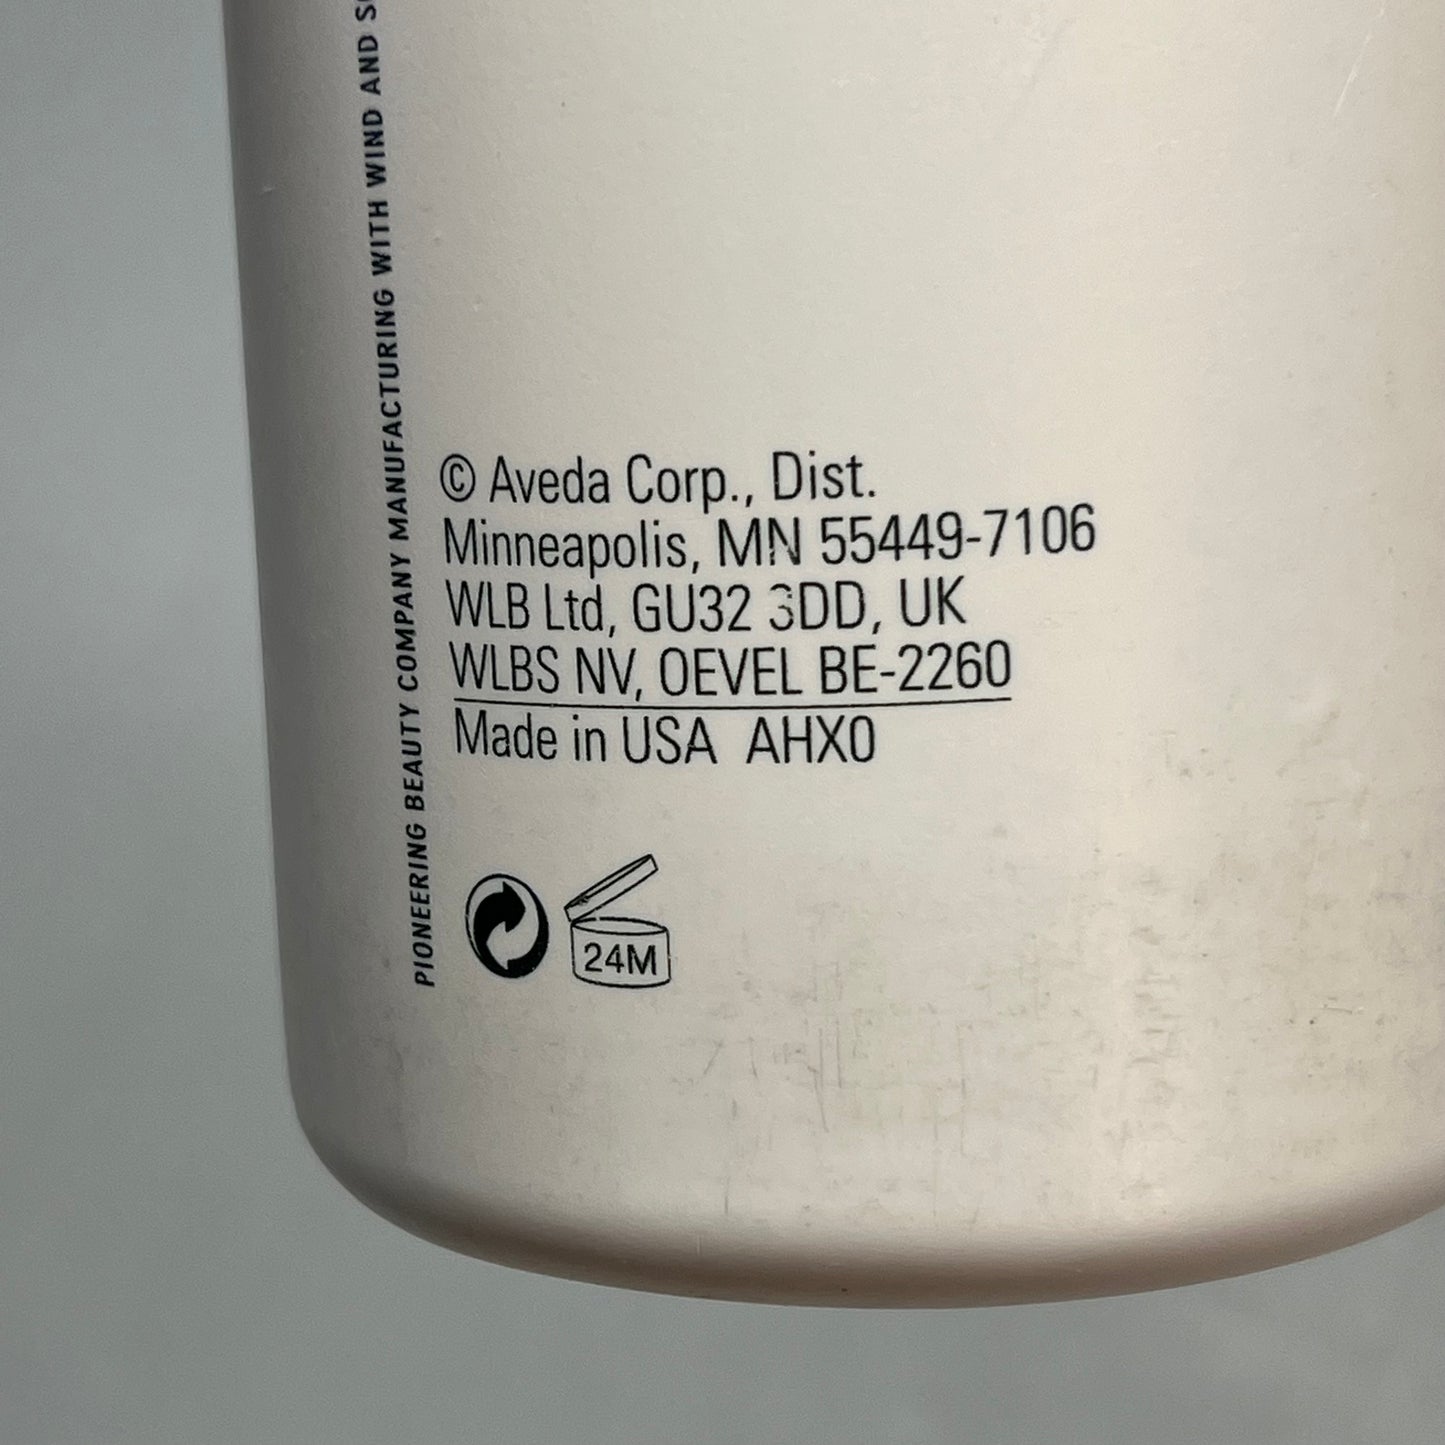 PIONEERING BEAUTY COMPANY MANUFACTURING WITH WIND AND
© Aveda Corp., Dist.
Minneapolis, MN 55449-7106
WLB Ltd, GU32 3DD, UK
WLBS NV, OEVEL BE-2260
Made in USA AHX0
24M